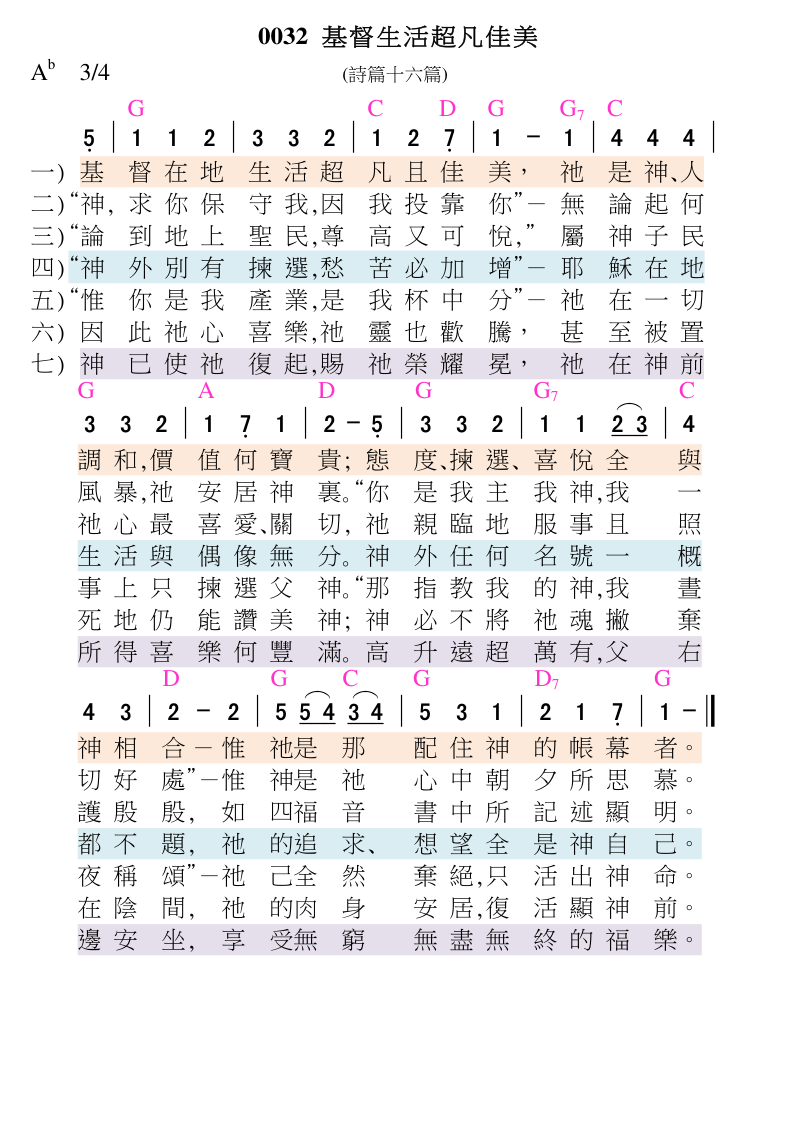 0032 基督生活超凡佳美
A♭ 3/4 (詩篇十六篇)
G C D G G7 C
5̣ | 1 1 2 | 3 3 2 | 1 2 7̣ | 1 － 1 | 4 4 4 |
一) 基督在地生活超凡且佳美，祂是神、人
二) “神, 求你保守我,因我投靠你”－無論起何
三) “論到地上聖民,尊高又可悅,” 屬神子民
四) “神外別有揀選,愁苦必加增”－耶穌在地
五) “惟你是我產業,是我杯中分”－祂在一切
六) 因此祂心喜樂,祂靈也歡騰，甚至被置
七) 神已使祂復起,賜祂榮耀冕，祂在神前
G A D G G7 C
3 3 2 | 1 7̣ 1 | 2 － 5̣ | 3 3 2 | 1 1 2 3 | 4
調和,價值何寶貴; 態度、揀選、喜悅全與
風暴,祂安居神裏。“你是我主我神,我一
祂心最喜愛、關切, 祂親臨地服事且照
生活與偶像無分。神外任何名號一概
事上只揀選父神。“那指教我的神,我晝
死地仍能讚美神; 神必不將祂魂撇棄
所得喜樂何豐滿。高升遠超萬有,父右
D G C G D7 G
4 3 | 2 － 2 | 5 5 4 3 4 | 5 3 1 | 2 1 7̣ | 1 － ‖
神相合－惟祂是那配住神的帳幕者。
切好處”－惟神是祂心中朝夕所思慕。
護殷殷, 如四福音書中所記述顯明。
都不題, 祂的追求、想望全是神自己。
夜稱頌”－祂己全然棄絕,只活出神命。
在陰間, 祂的肉身安居,復活顯神前。
邊安坐, 享受無窮無盡無終的福樂。